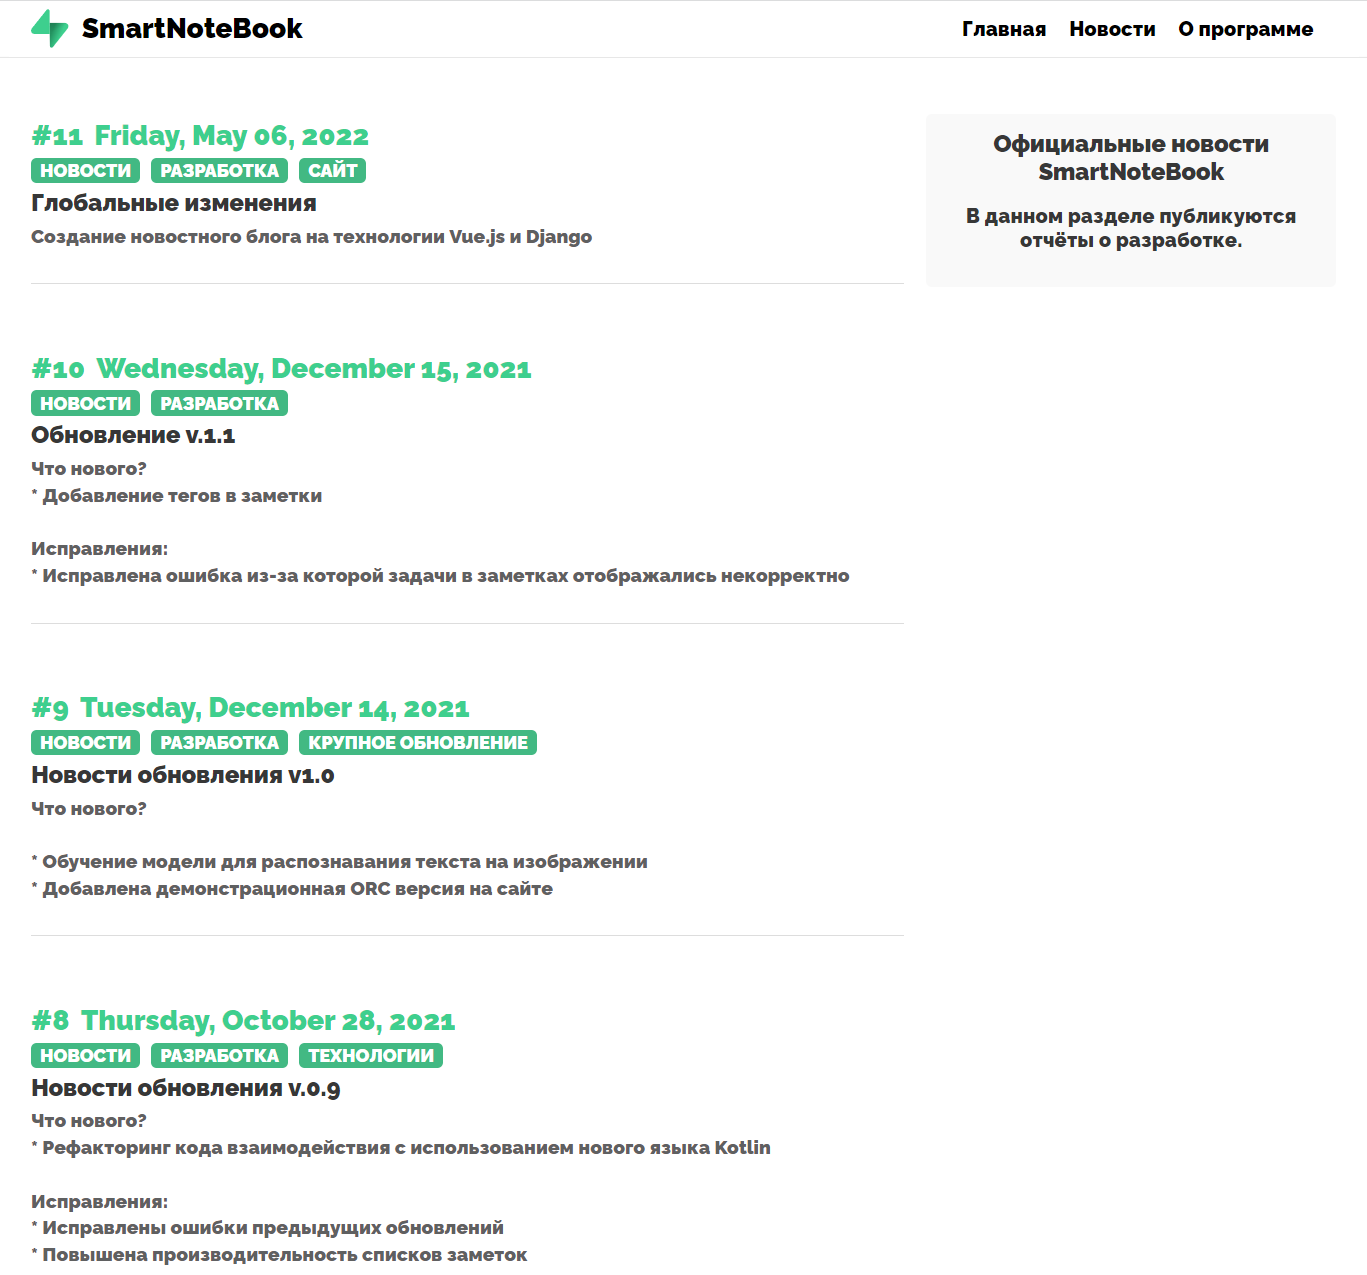 SmartNoteBook
Главная Новости О программе
#11 Friday, May 06, 2022
НОВОСТИ РАЗРАБОТКА САЙТ
Глобальные изменения
Создание новостного блога на технологии Vue.js и Django
Официальные новости
SmartNoteBook
В данном разделе публикуются
отчёты о разработке.
#10 Wednesday, December 15, 2021
НОВОСТИ РАЗРАБОТКА
Обновление v.1.1
Что нового?
* Добавление тегов в заметки
Исправления:
* Исправлена ошибка из-за которой задачи в заметках отображались некорректно
#9 Tuesday, December 14, 2021
НОВОСТИ РАЗРАБОТКА КРУПНОЕ ОБНОВЛЕНИЕ
Новости обновления v1.0
Что нового?
* Обучение модели для распознавания текста на изображении
* Добавлена демонстрационная ORC версия на сайте
#8 Thursday, October 28, 2021
НОВОСТИ РАЗРАБОТКА ТЕХНОЛОГИИ
Новости обновления v.0.9
Что нового?
* Рефакторинг кода взаимодействия с использованием нового языка Kotlin
Исправления:
* Исправлены ошибки предыдущих обновлений
* Повышена производительность списков заметок